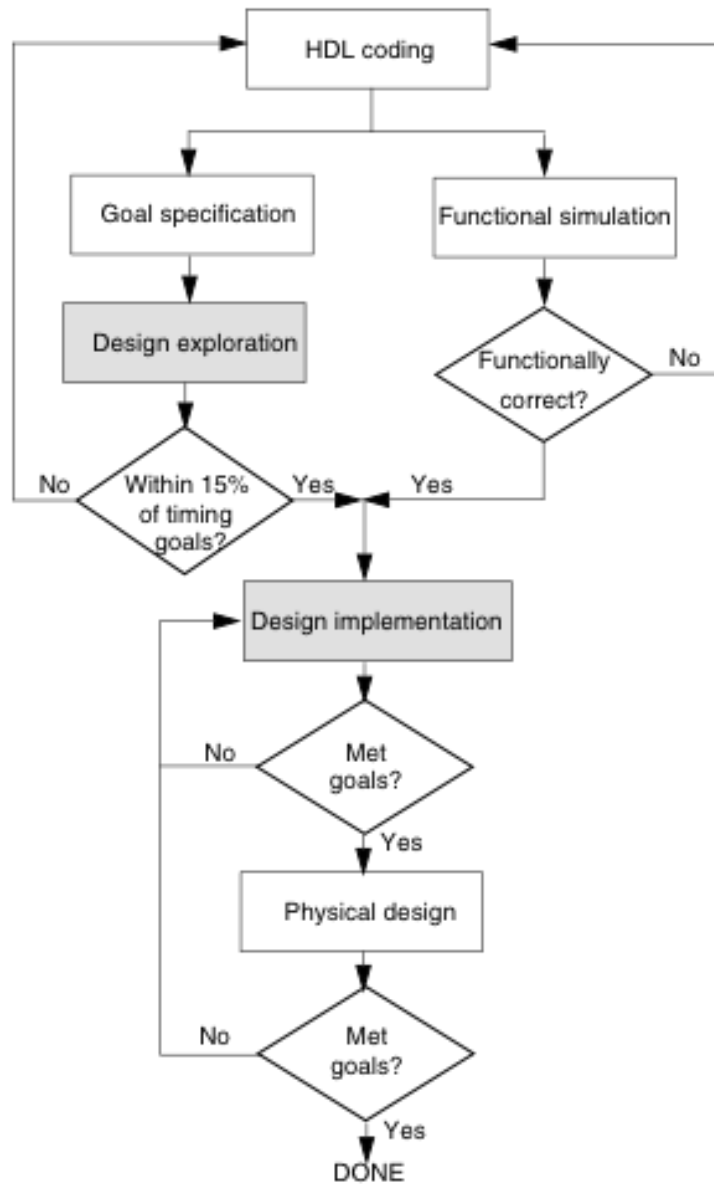 HDL coding
Goal specification
Functional simulation
Design exploration
Functionally
correct?
No
No
Within 15%
of timing
goals?
Yes
Yes
Design implementation
No
Met
goals?
Yes
Physical design
No
Met
goals?
Yes
DONE